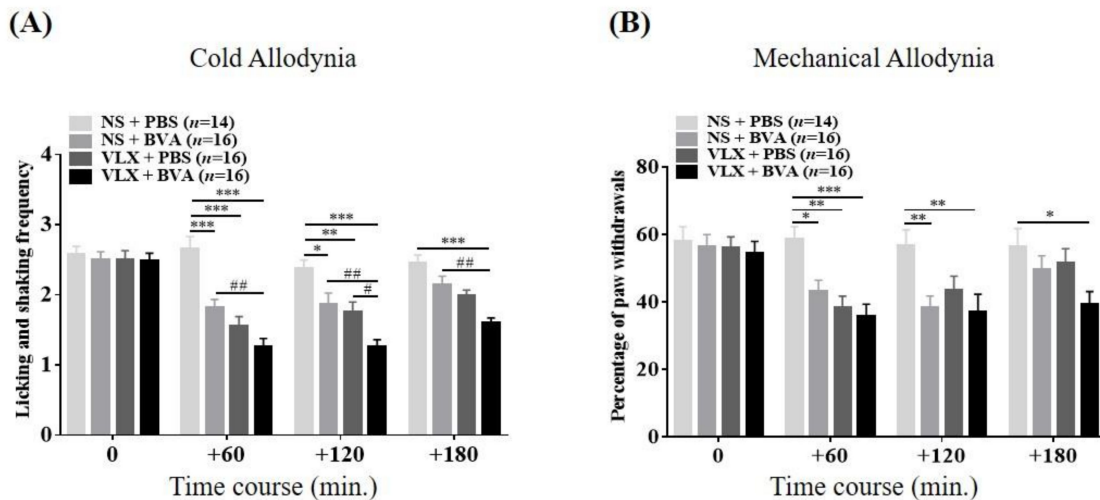 (A)
Cold Allodynia
NS + PBS (n=14)
NS + BVA (n=16)
VLX + PBS (n=16)
VLX + BVA (n=16)
Licking and shaking frequency
4
3
2
1
0
***
***
***
##
***
**
*
##
#
***
##
0
+60
+120
+180
Time course (min.)
(B)
Mechanical Allodynia
NS + PBS (n=14)
NS + BVA (n=16)
VLX + PBS (n=16)
VLX + BVA (n=16)
Percentage of paw withdrawals
80
60
40
20
0
***
**
*
**
**
*
0
+60
+120
+180
Time course (min.)